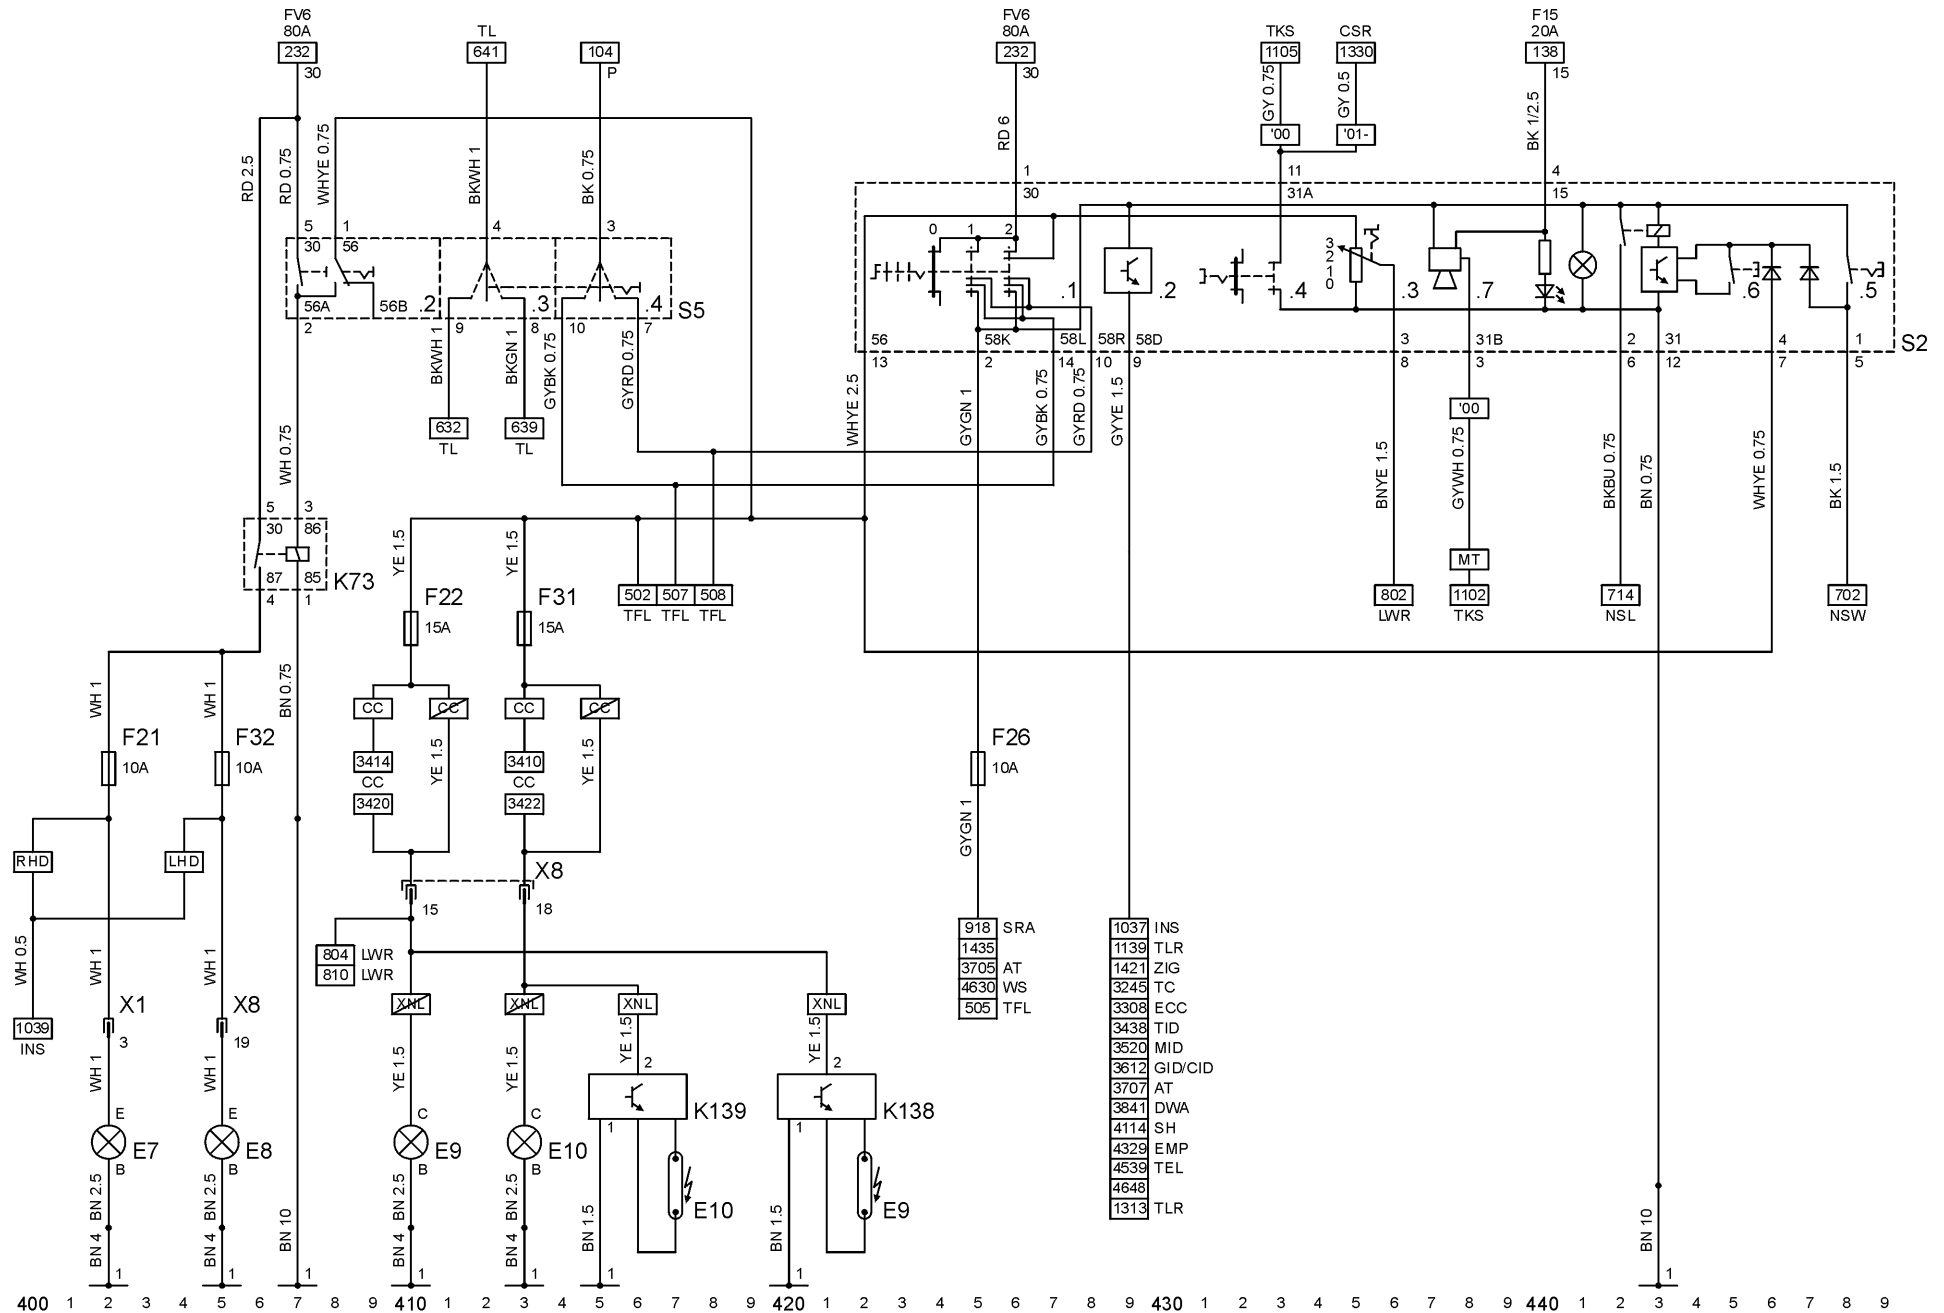 FV6
80A
232
30
TL
641
104
P
FV6
80A
232
30
TKS
1105
CSR
1330
F15
20A
138
15
RD 2.5
RD 0.75
WHYE 0.75
BKWH 1
BK 0.75
RD 6
GY 0.75
GY 0.5
'00
'01-
BK 1/2.5
5
1
4
3
1
11
4
30
56
30
31A
15
0
1
2
3
2
1
0
56A
56B
.2
.3
.4
S5
.1
.2
.4
.3
.7
.6
.5
2
9
8
10
7
56
58K
58L
58R
58D
3
31B
2
31
4
1
S2
13
2
14
10
9
8
3
6
12
7
5
BKWH 1
BKGN 1
GYBK 0.75
GYRD 0.75
WHYE 2.5
GYGN 1
GYBK 0.75
GYRD 0.75
GYYE 1.5
'00
632
639
TL
TL
WH 0.75
BNYE 1.5
GYWH 0.75
BKBU 0.75
BN 0.75
WHYE 0.75
BK 1.5
5
3
30
86
87
85
K73
4
1
YE 1.5
YE 1.5
MT
F22
15A
F31
15A
502
507
508
TFL
TFL
TFL
802
LWR
1102
TKS
714
NSL
702
NSW
WH 1
WH 1
BN 0.75
CC
CC
CC
CC
F21
10A
F32
10A
F26
10A
3414
CC
3420
YE 1.5
3410
CC
3422
YE 1.5
GYGN 1
RHD
LHD
X8
15
18
WH 0.5
WH 1
WH 1
804
LWR
810
LWR
918
SRA
1435
3705
AT
4630
WS
505
TFL
1037
INS
1139
TLR
1421
ZIG
3245
TC
3308
ECC
3438
TID
3520
MID
3612
GID/CID
3707
AT
3841
DWA
4114
SH
4329
EMP
4539
TEL
4648
1313
TLR
XNL
XNL
XNL
XNL
X1
3
X8
19
1039
INS
WH 1
WH 1
YE 1.5
YE 1.5
YE 1.5
YE 1.5
2
2
K139
K138
1
1
E
E
C
C
E7
E8
E9
E10
B
B
B
B
BN 2.5
BN 2.5
BN 2.5
BN 2.5
E10
E9
BN 4
BN 4
BN 10
BN 4
BN 4
BN 1.5
BN 1.5
BN 10
1
1
1
1
1
1
1
1
400 1 2 3 4 5 6 7 8 9 410 1 2 3 4 5 6 7 8 9 420 1 2 3 4 5 6 7 8 9 430 1 2 3 4 5 6 7 8 9 440 1 2 3 4 5 6 7 8 9